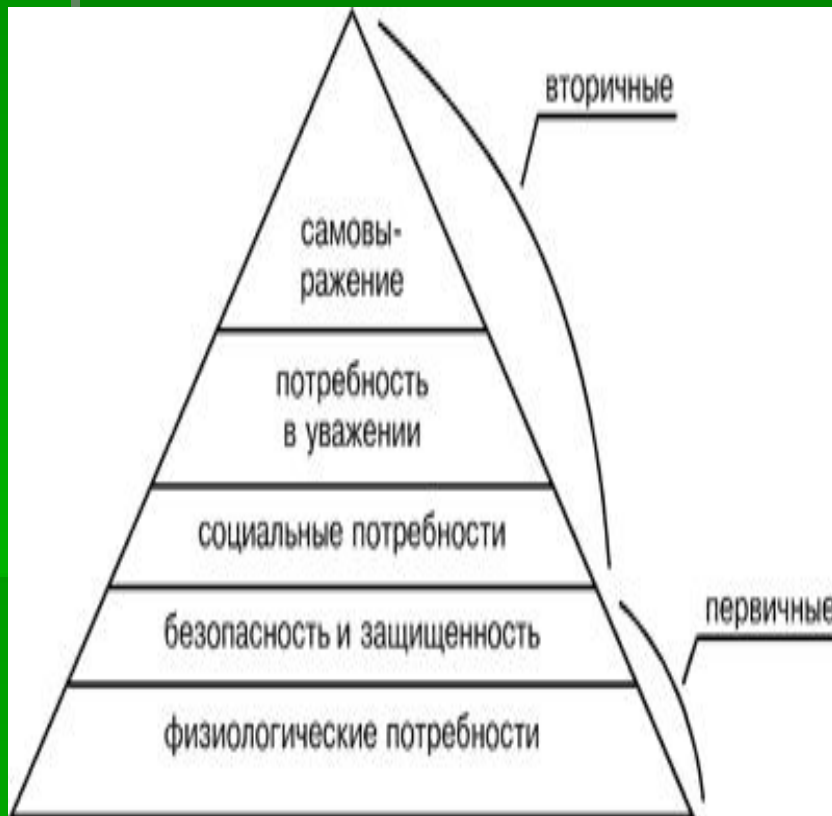 вторичные
самовы-
ражение
потребность
в уважении
социальные потребности
первичные
безопасность и защищенность
физиологические потребности